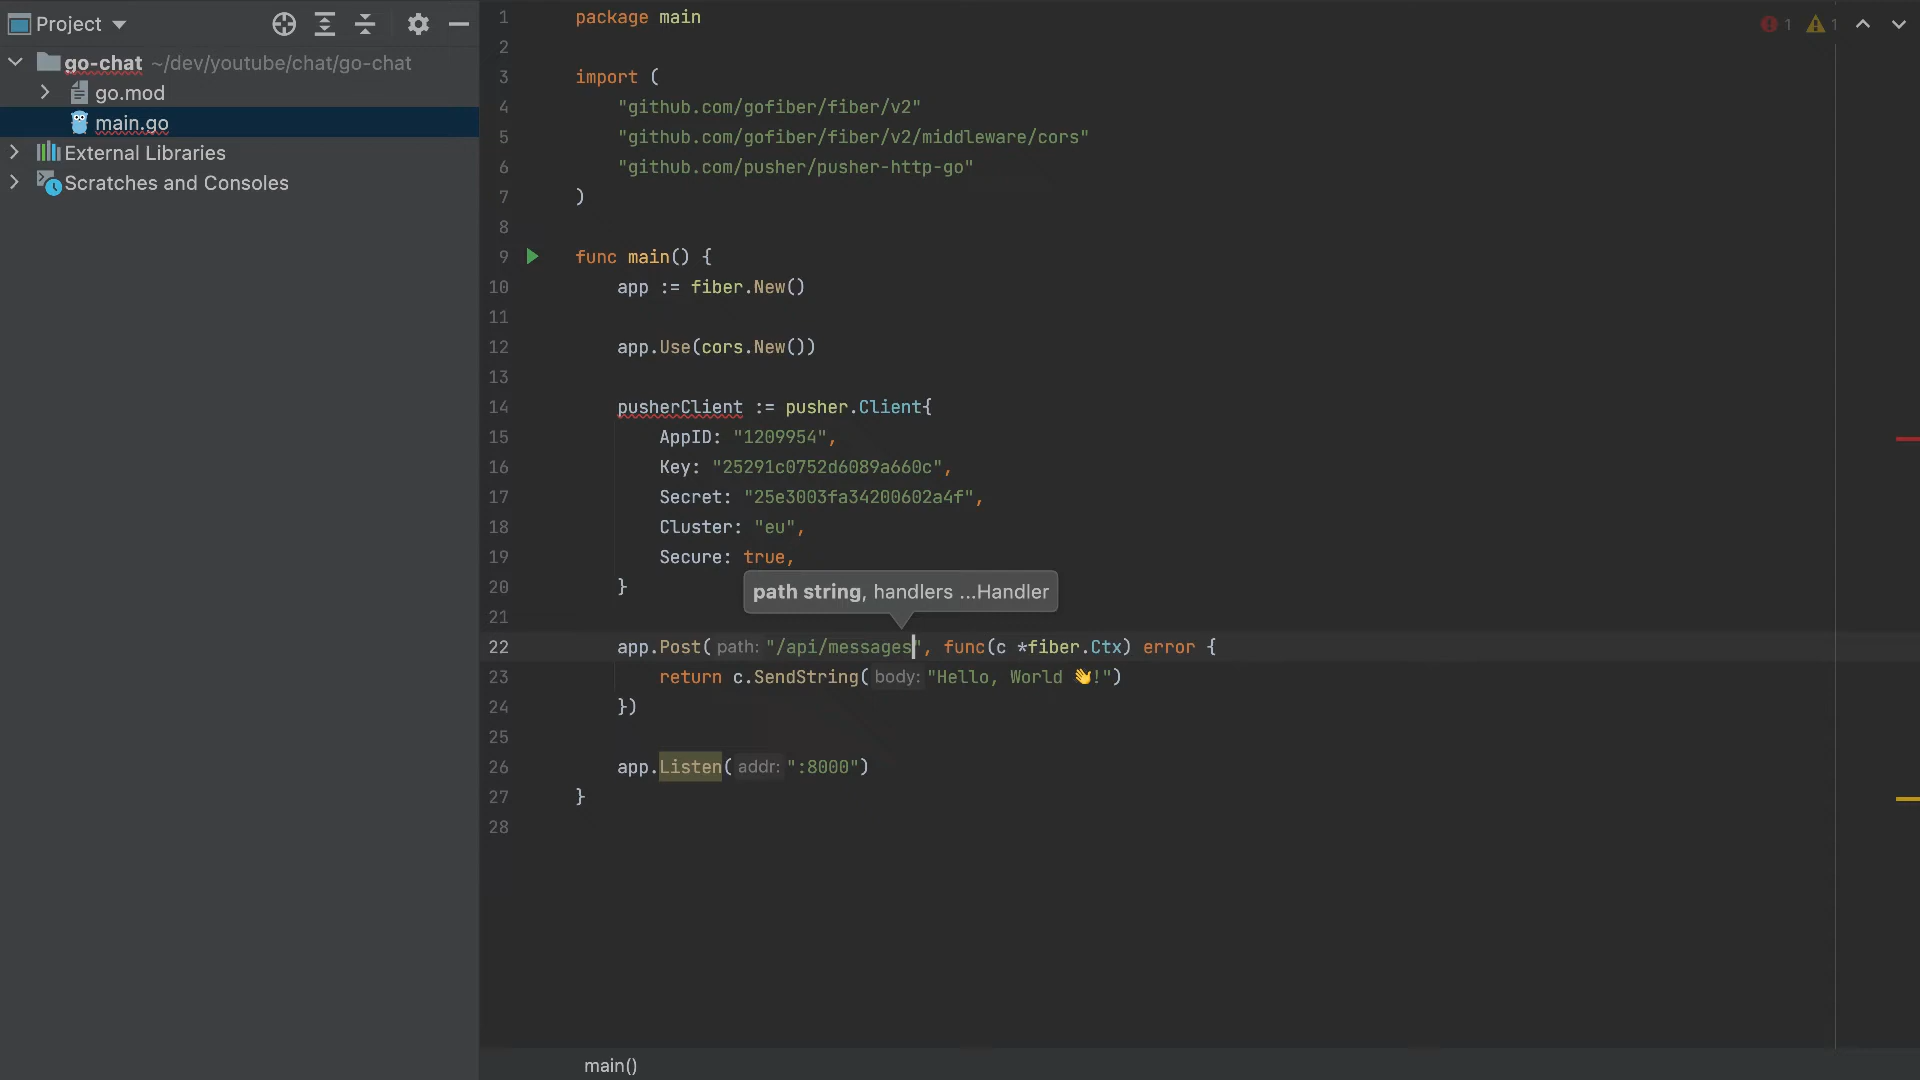 Project
go-chat ~/dev/youtube/chat/go-chat
go.mod
main.go
External Libraries
Scratches and Consoles
1 1
1 package main
2
3 import (
4 "github.com/gofiber/fiber/v2"
5 "github.com/gofiber/fiber/v2/middleware/cors"
6 "github.com/pusher/pusher-http-go"
7 )
8
9 func main() {
10 app := fiber.New()
11
12 app.Use(cors.New())
13
14 pusherClient := pusher.Client{
15 AppID: "1209954",
16 Key: "25291c0752d6089a660c",
17 Secret: "25e3003fa34200602a4f",
18 Cluster: "eu",
19 Secure: true,
20 }
path string, handlers ...Handler
21
22 app.Post( path: "/api/messages", func(c *fiber.Ctx) error {
23 return c.SendString( body: "Hello, World 👋!")
24 })
25
26 app.Listen( addr: ":8000")
27 }
28
main()